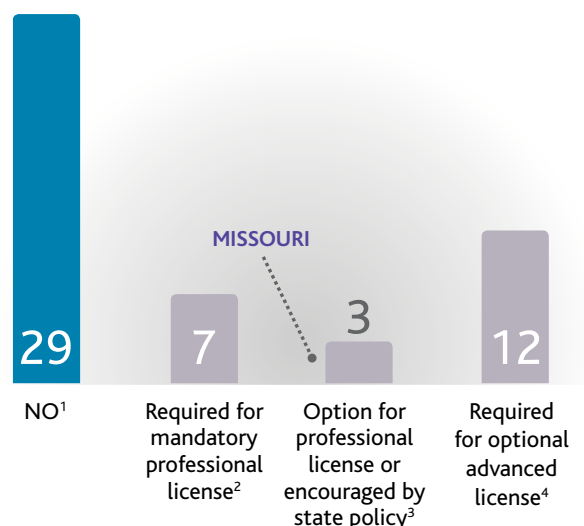 MISSOURI
29
7
3
12
NO¹
Required for
mandatory
professional
license²
Option for
professional
license or
encouraged by
state policy³
Required
for optional
advanced
license⁴